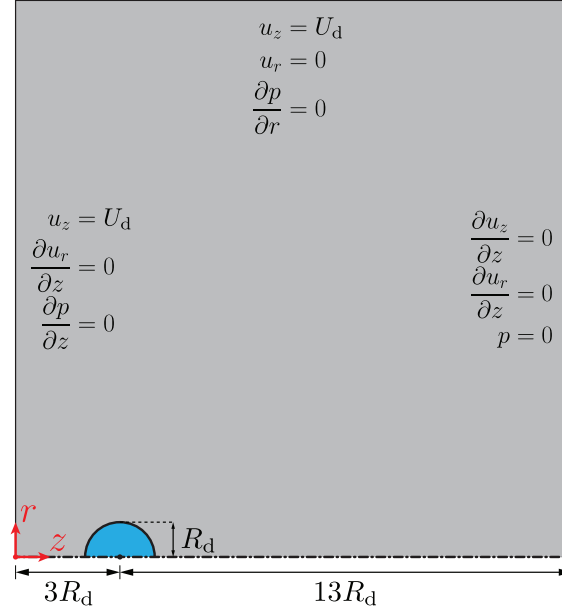 u_z = U_d
u_r = 0
∂p/∂r = 0
u_z = U_d
∂u_r/∂z = 0
∂p/∂z = 0
∂u_z/∂z = 0
∂u_r/∂z = 0
p = 0
r
z
R_d
3R_d
13R_d